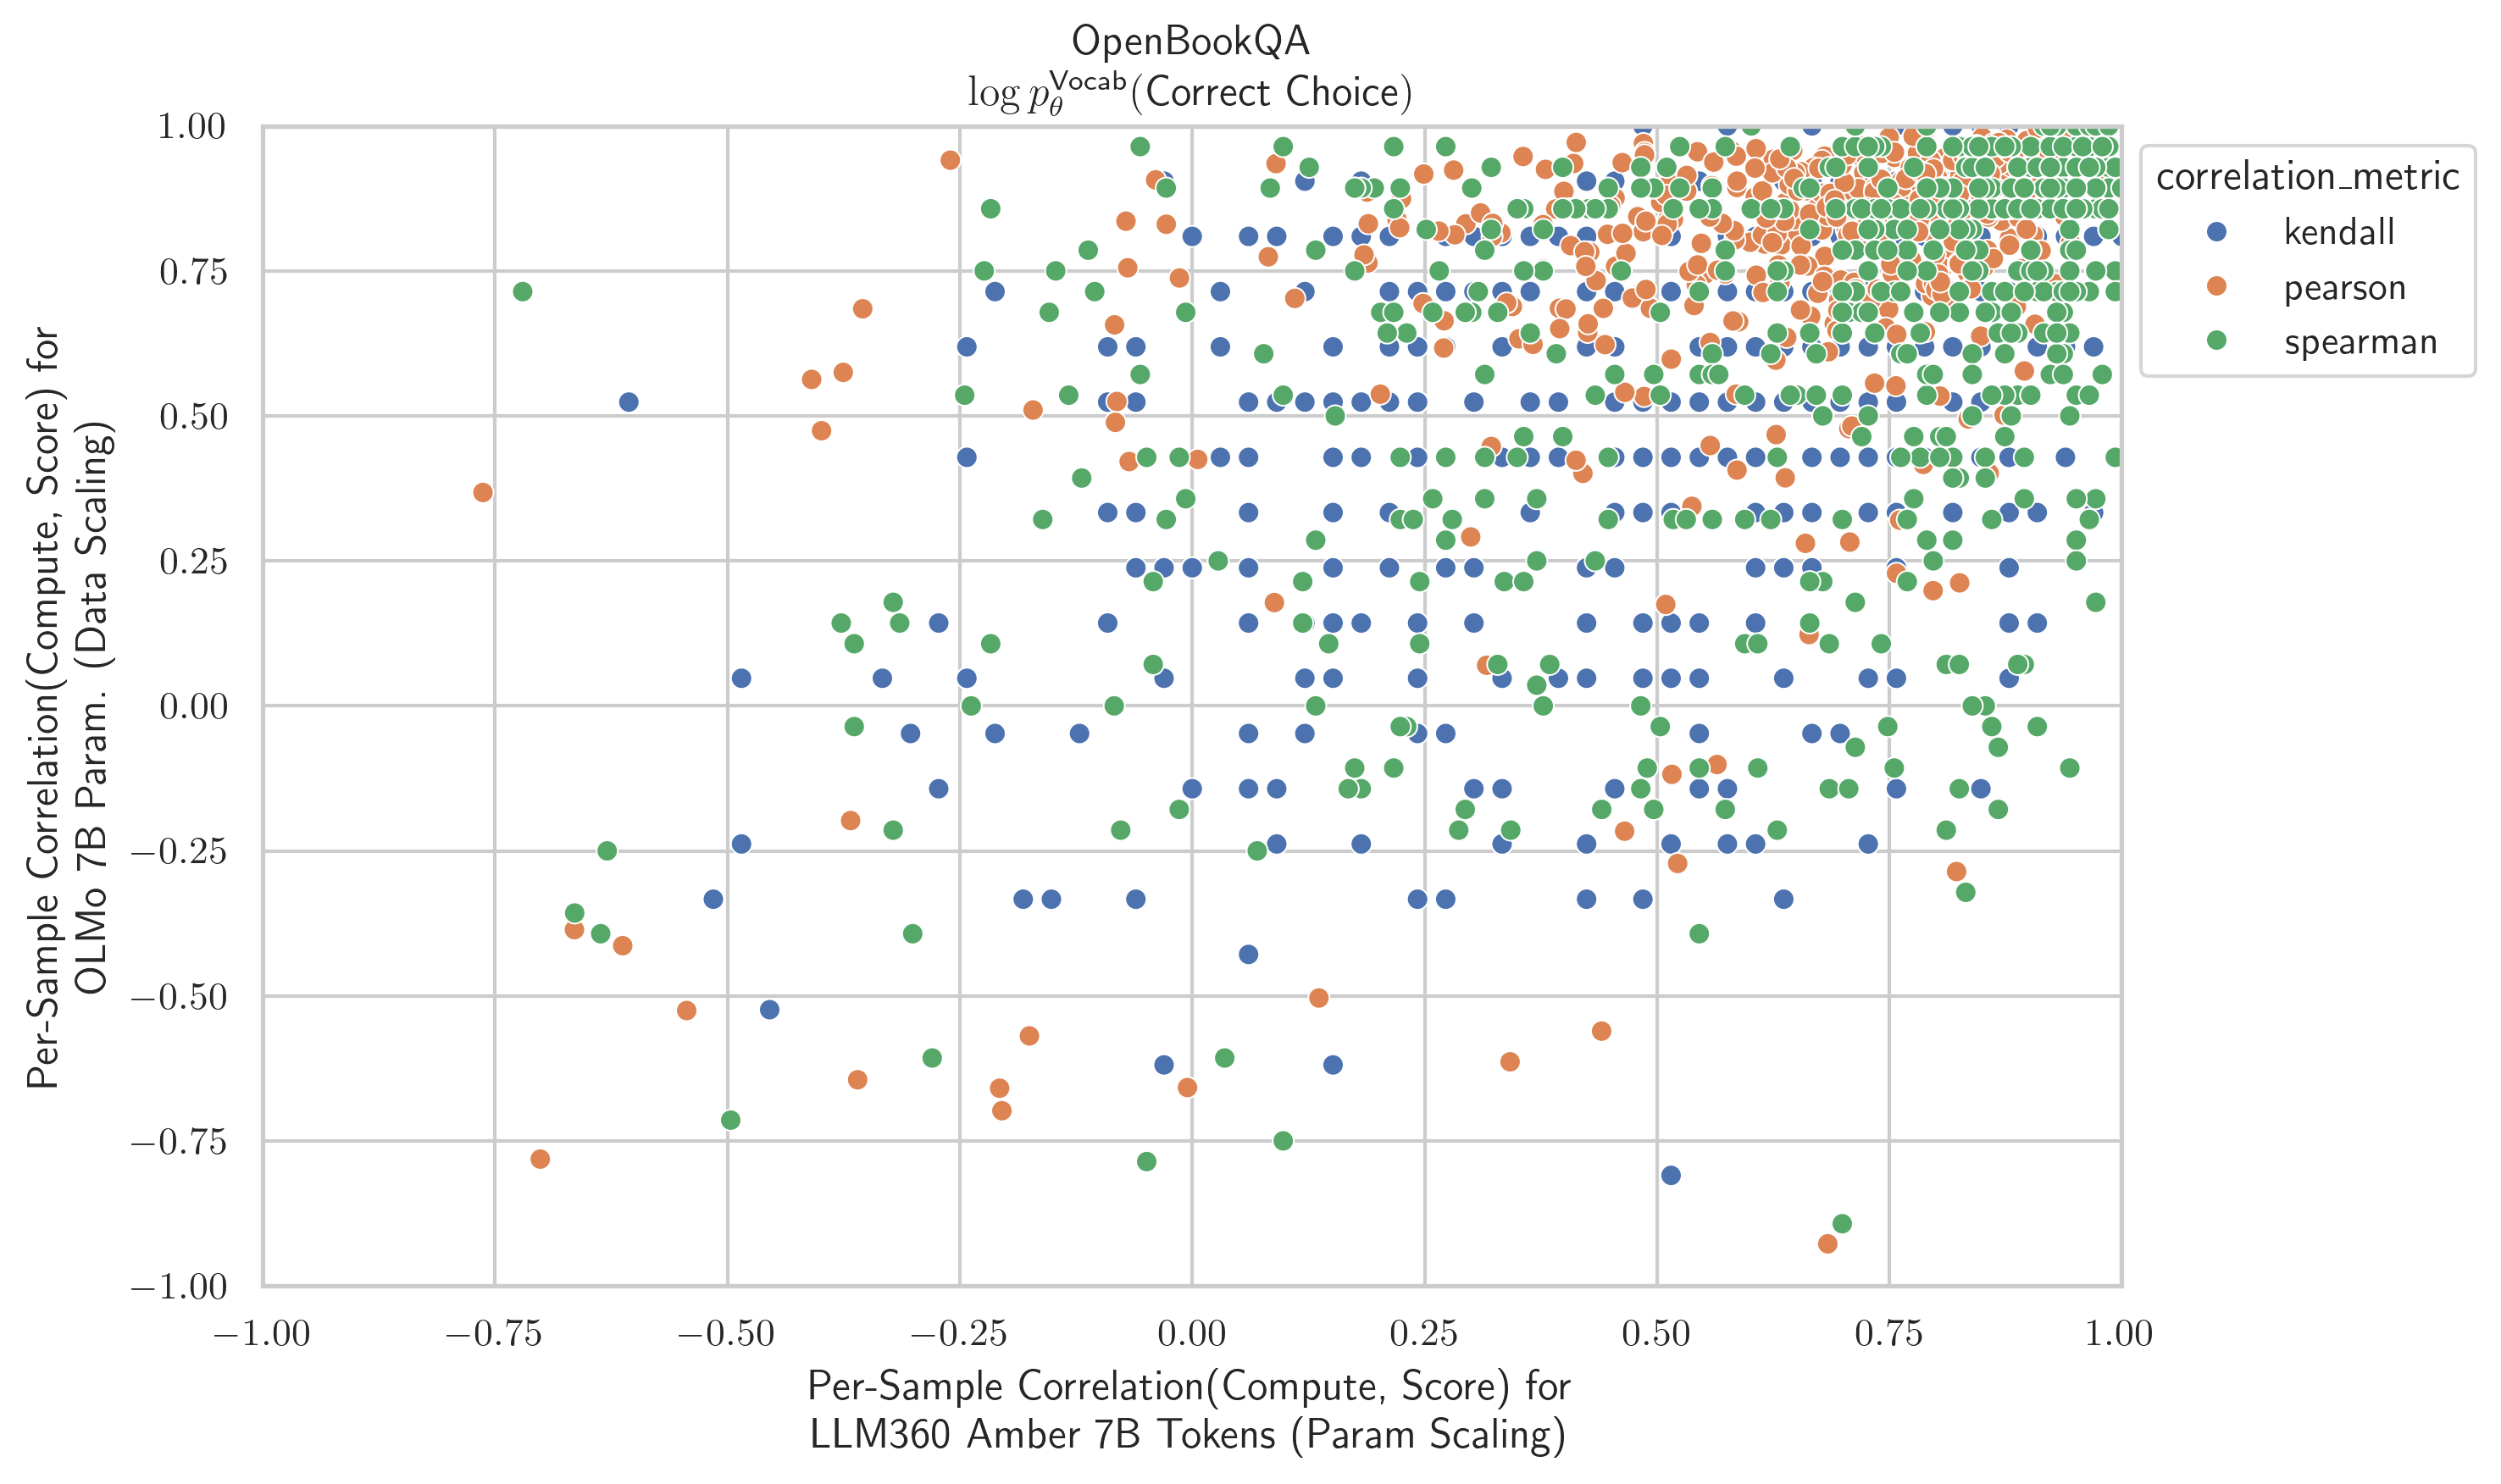 OpenBookQA
log p_θ^Vocab(Correct Choice)
Per-Sample Correlation(Compute, Score) for
OLMo 7B Param. (Data Scaling)
1.00
0.75
0.50
0.25
0.00
−0.25
−0.50
−0.75
−1.00
−1.00 −0.75 −0.50 −0.25 0.00 0.25 0.50 0.75 1.00
Per-Sample Correlation(Compute, Score) for
LLM360 Amber 7B Tokens (Param Scaling)
correlation_metric
kendall
pearson
spearman